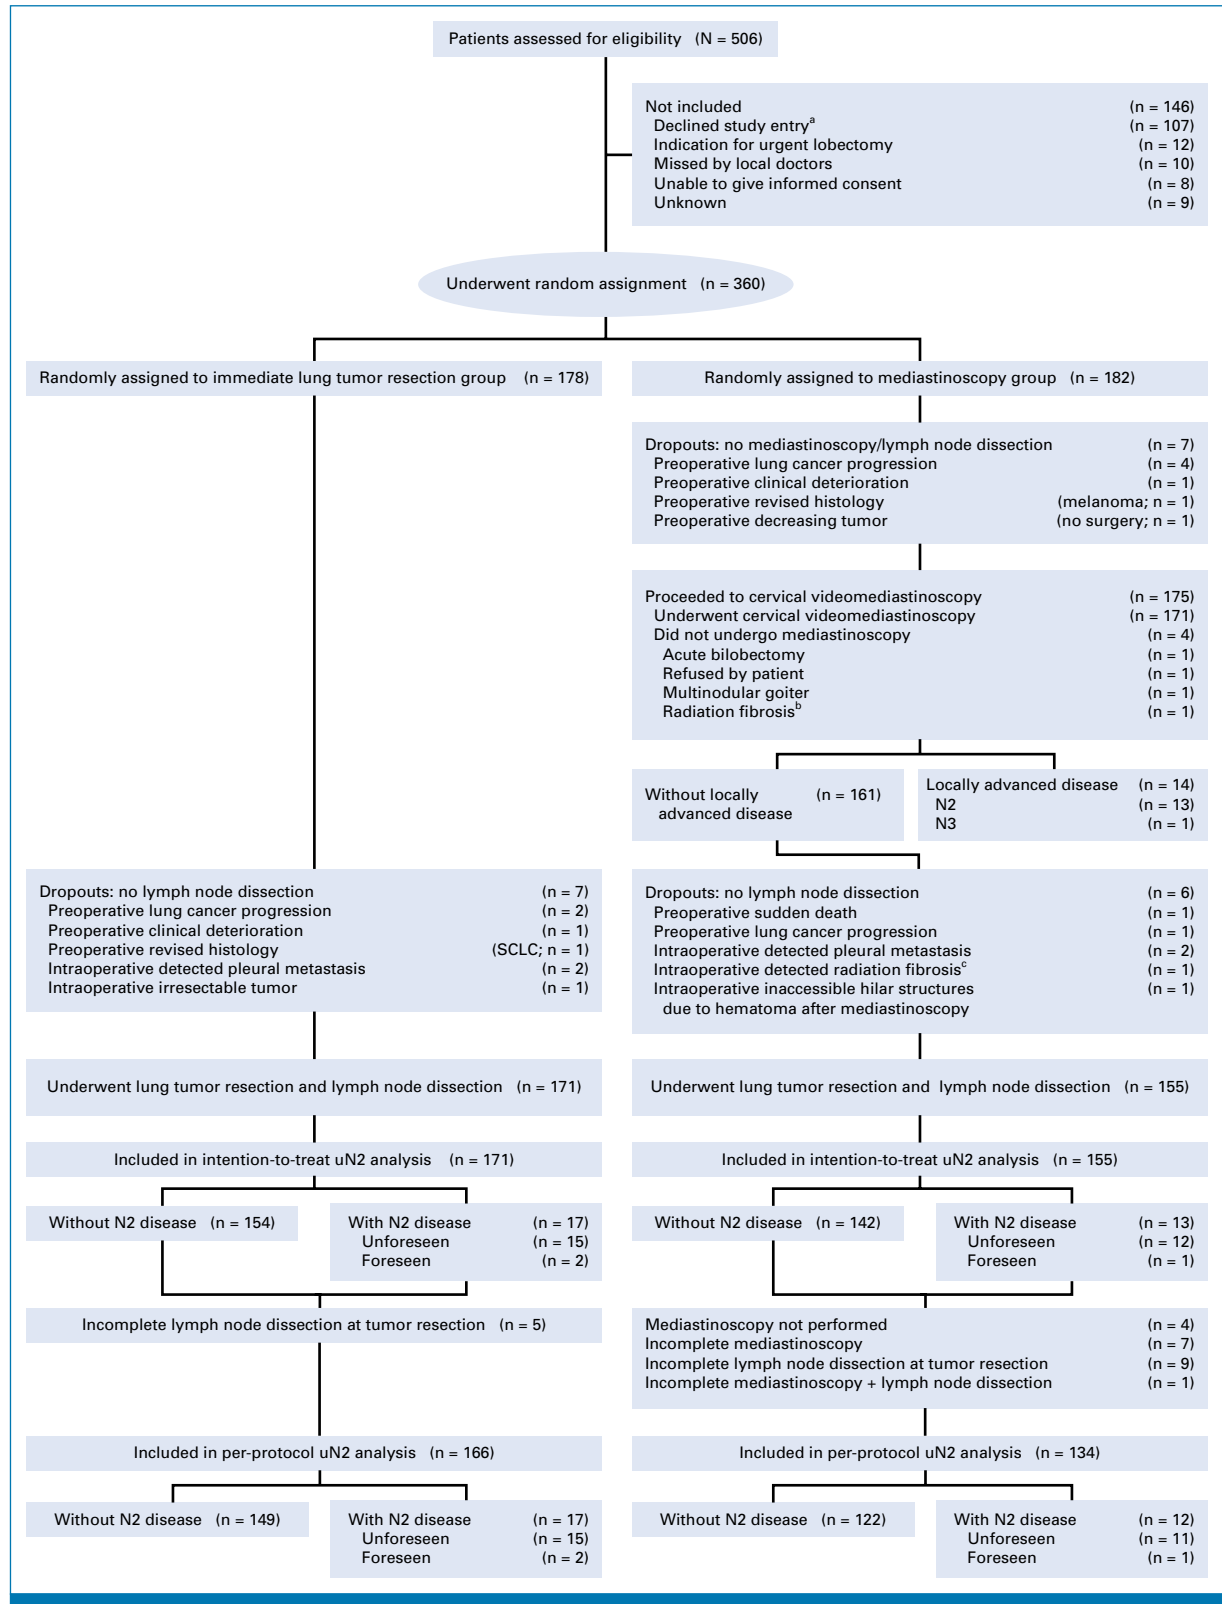 Patients assessed for eligibility (N = 506)
Not included (n = 146)
Declined study entry^a (n = 107)
Indication for urgent lobectomy (n = 12)
Missed by local doctors (n = 10)
Unable to give informed consent (n = 8)
Unknown (n = 9)
Underwent random assignment (n = 360)
Randomly assigned to immediate lung tumor resection group (n = 178)
Randomly assigned to mediastinoscopy group (n = 182)
Dropouts: no mediastinoscopy/lymph node dissection (n = 7)
Preoperative lung cancer progression (n = 4)
Preoperative clinical deterioration (n = 1)
Preoperative revised histology (melanoma; n = 1)
Preoperative decreasing tumor (no surgery; n = 1)
Proceeded to cervical videomediastinoscopy (n = 175)
Underwent cervical videomediastinoscopy (n = 171)
Did not undergo mediastinoscopy (n = 4)
Acute bilobectomy (n = 1)
Refused by patient (n = 1)
Multinodular goiter (n = 1)
Radiation fibrosis^b (n = 1)
Without locally (n = 161)
advanced disease
Locally advanced disease (n = 14)
N2 (n = 13)
N3 (n = 1)
Dropouts: no lymph node dissection (n = 7)
Preoperative lung cancer progression (n = 2)
Preoperative clinical deterioration (n = 1)
Preoperative revised histology (SCLC; n = 1)
Intraoperative detected pleural metastasis (n = 2)
Intraoperative irresectable tumor (n = 1)
Dropouts: no lymph node dissection (n = 6)
Preoperative sudden death (n = 1)
Preoperative lung cancer progression (n = 1)
Intraoperative detected pleural metastasis (n = 2)
Intraoperative detected radiation fibrosis^c (n = 1)
Intraoperative inaccessible hilar structures (n = 1)
due to hematoma after mediastinoscopy
Underwent lung tumor resection and lymph node dissection (n = 171)
Underwent lung tumor resection and lymph node dissection (n = 155)
Included in intention-to-treat uN2 analysis (n = 171)
Included in intention-to-treat uN2 analysis (n = 155)
Without N2 disease (n = 154)
With N2 disease (n = 17)
Unforeseen (n = 15)
Foreseen (n = 2)
Without N2 disease (n = 142)
With N2 disease (n = 13)
Unforeseen (n = 12)
Foreseen (n = 1)
Incomplete lymph node dissection at tumor resection (n = 5)
Mediastinoscopy not performed (n = 4)
Incomplete mediastinoscopy (n = 7)
Incomplete lymph node dissection at tumor resection (n = 9)
Incomplete mediastinoscopy + lymph node dissection (n = 1)
Included in per-protocol uN2 analysis (n = 166)
Included in per-protocol uN2 analysis (n = 134)
Without N2 disease (n = 149)
With N2 disease (n = 17)
Unforeseen (n = 15)
Foreseen (n = 2)
Without N2 disease (n = 122)
With N2 disease (n = 12)
Unforeseen (n = 11)
Foreseen (n = 1)